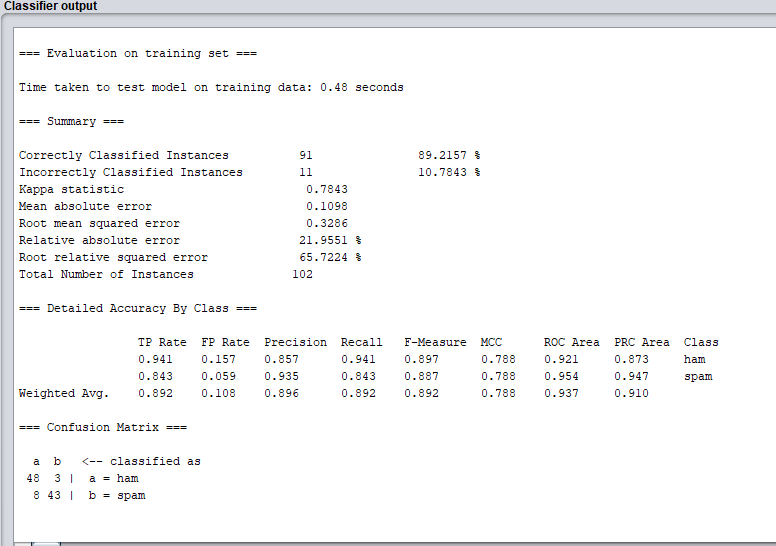 Classifier output
=== Evaluation on training set ===
Time taken to test model on training data: 0.48 seconds
=== Summary ===
Correctly Classified Instances 91 89.2157 %
Incorrectly Classified Instances 11 10.7843 %
Kappa statistic 0.7843
Mean absolute error 0.1098
Root mean squared error 0.3286
Relative absolute error 21.9551 %
Root relative squared error 65.7224 %
Total Number of Instances 102
=== Detailed Accuracy By Class ===
TP Rate FP Rate Precision Recall F-Measure MCC ROC Area PRC Area Class
0.941 0.157 0.857 0.941 0.897 0.788 0.921 0.873 ham
0.843 0.059 0.935 0.843 0.887 0.788 0.954 0.947 spam
Weighted Avg. 0.892 0.108 0.896 0.892 0.892 0.788 0.937 0.910
=== Confusion Matrix ===
a b <-- classified as
48 3 | a = ham
8 43 | b = spam